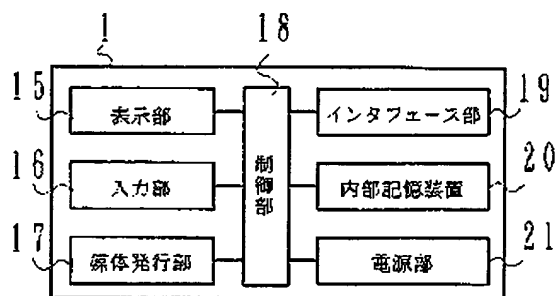 1
18
15
表示部
インタフェース部
19
16
入力部
制御部
内部記憶装置
20
17
媒体発行部
電源部
21